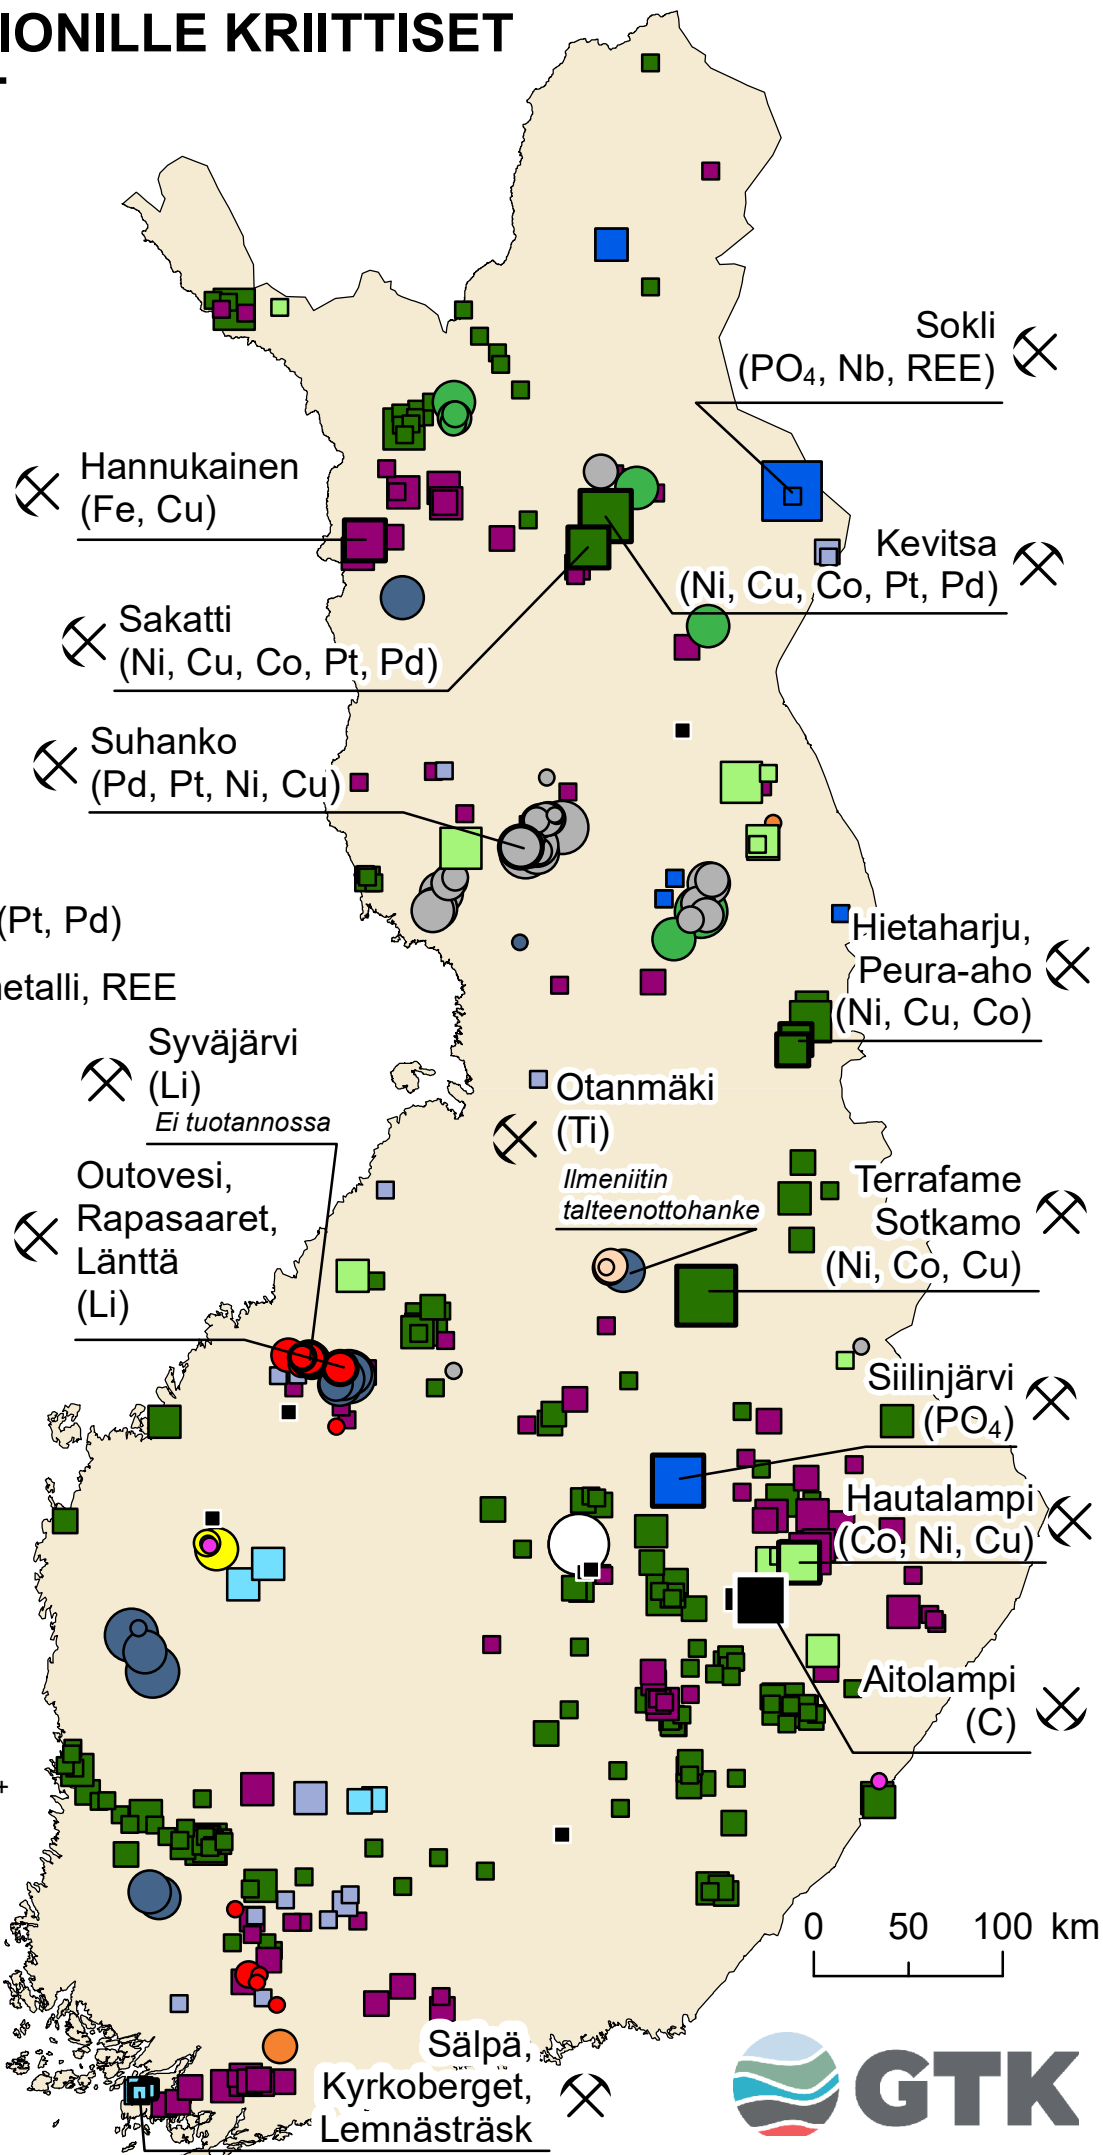 IONILLE KRIITTISET
Sokli
(PO₄, Nb, REE)
Hannukainen
(Fe, Cu)
Kevitsa
(Ni, Cu, Co, Pt, Pd)
Sakatti
(Ni, Cu, Co, Pt, Pd)
Suhanko
(Pd, Pt, Ni, Cu)
(Pt, Pd)
Hietaharju,
Peura-aho
(Ni, Cu, Co)
etalli, REE
Syväjärvi
(Li)
Ei tuotannossa
Otanmäki
(Ti)
Ilmeniitin
talteenottohanke
Outovesi,
Rapasaaret,
Länttä
(Li)
Terrafame
Sotkamo
(Ni, Co, Cu)
Siilinjärvi
(PO₄)
Hautalampi
(Co, Ni, Cu)
Aitolampi
(C)
+
0 50 100 km
Sälpä,
Kyrkoberget,
Lemnästräsk
GTK